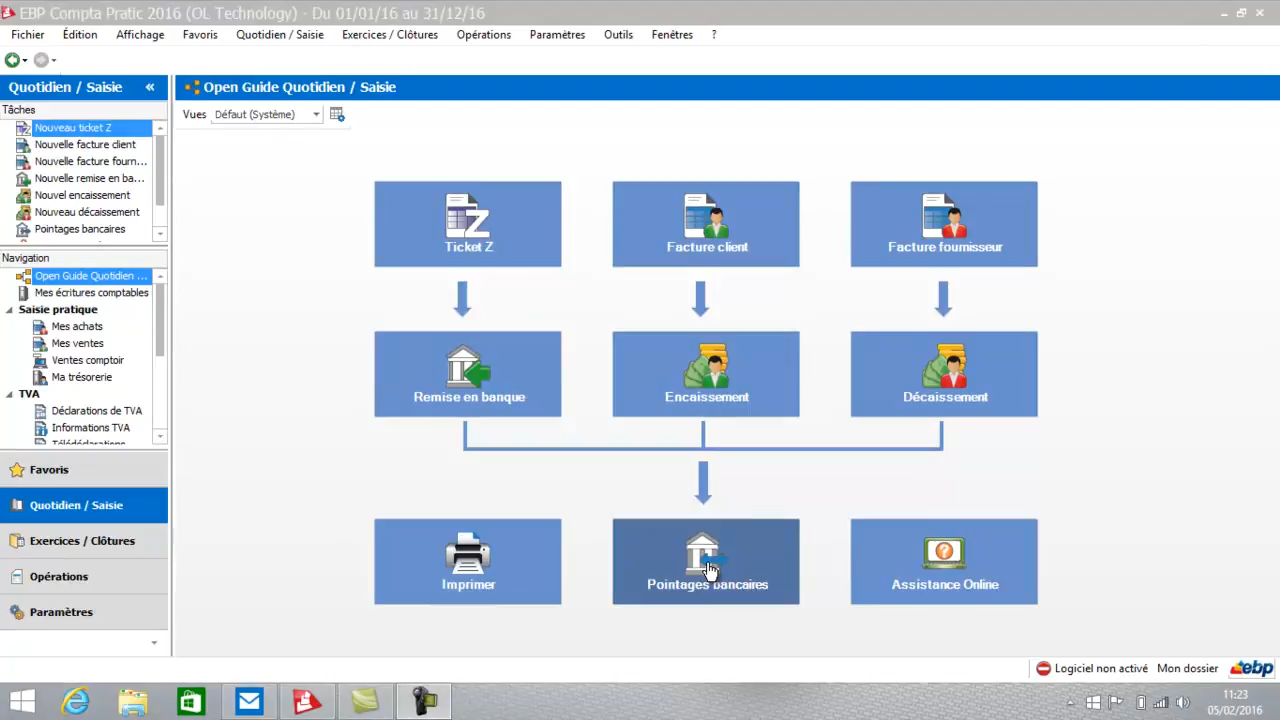 EBP Compta Pratic 2016 (OL Technology) - Du 01/01/16 au 31/12/16
Fichier Édition Affichage Favoris Quotidien / Saisie Exercices / Clôtures Opérations Paramètres Outils Fenêtres ?
Quotidien / Saisie «
Tâches
Nouveau ticket Z
Nouvelle facture client
Nouvelle facture fourn...
Nouvelle remise en ba...
Nouvel encaissement
Nouveau décaissement
Pointages bancaires
Navigation
Open Guide Quotidien ...
Mes écritures comptables
Saisie pratique
Mes achats
Mes ventes
Ventes comptoir
Ma trésorerie
TVA
Déclarations de TVA
Informations TVA
Télédéclarations
Favoris
Quotidien / Saisie
Exercices / Clôtures
Opérations
Paramètres
Open Guide Quotidien / Saisie
Vues Défaut (Système)
Ticket Z
Facture client
Facture fournisseur
Remise en banque
Encaissement
Décaissement
Imprimer
Pointages bancaires
Assistance Online
Logiciel non activé Mon dossier ebp
11:23
05/02/2016